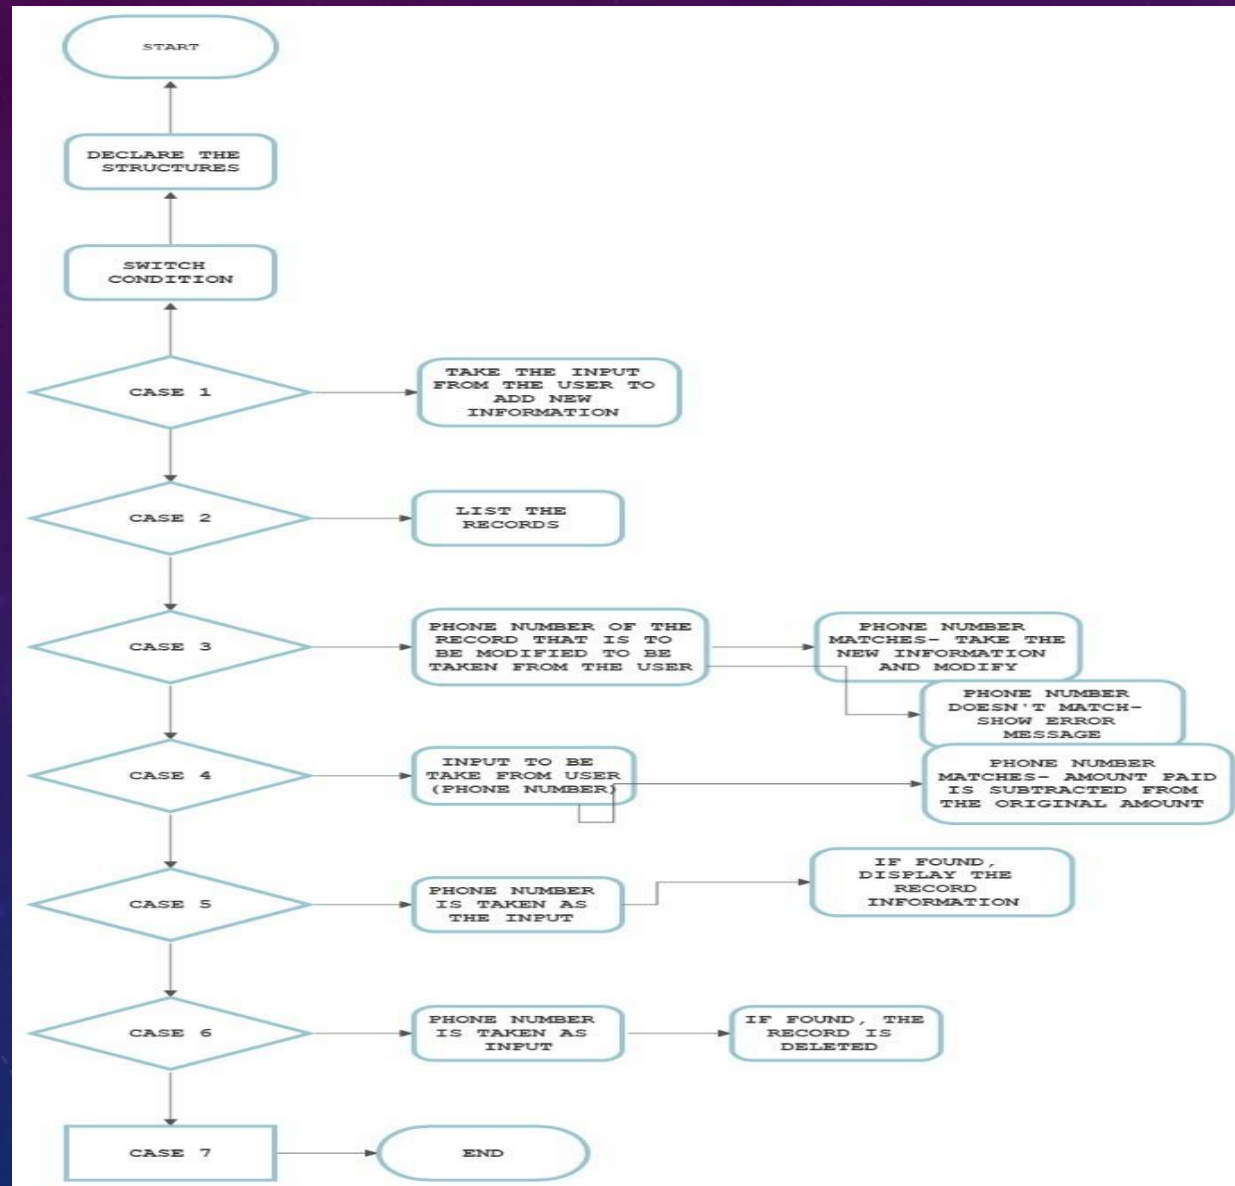 START
DECLARE THE
STRUCTURES
SWITCH
CONDITION
CASE 1
TAKE THE INPUT
FROM THE USER TO
ADD NEW
INFORMATION
CASE 2
LIST THE
RECORDS
CASE 3
PHONE NUMBER OF THE
RECORD THAT IS TO
BE MODIFIED TO BE
TAKEN FROM THE USER
PHONE NUMBER
MATCHES- TAKE THE
NEW INFORMATION
AND MODIFY
PHONE NUMBER
DOESN'T MATCH-
SHOW ERROR
MESSAGE
CASE 4
INPUT TO BE
TAKE FROM USER
(PHONE NUMBER)
PHONE NUMBER
MATCHES- AMOUNT PAID
IS SUBTRACTED FROM
THE ORIGINAL AMOUNT
CASE 5
PHONE NUMBER
IS TAKEN AS
THE INPUT
IF FOUND,
DISPLAY THE
RECORD
INFORMATION
CASE 6
PHONE NUMBER
IS TAKEN AS
INPUT
IF FOUND, THE
RECORD IS
DELETED
CASE 7
END